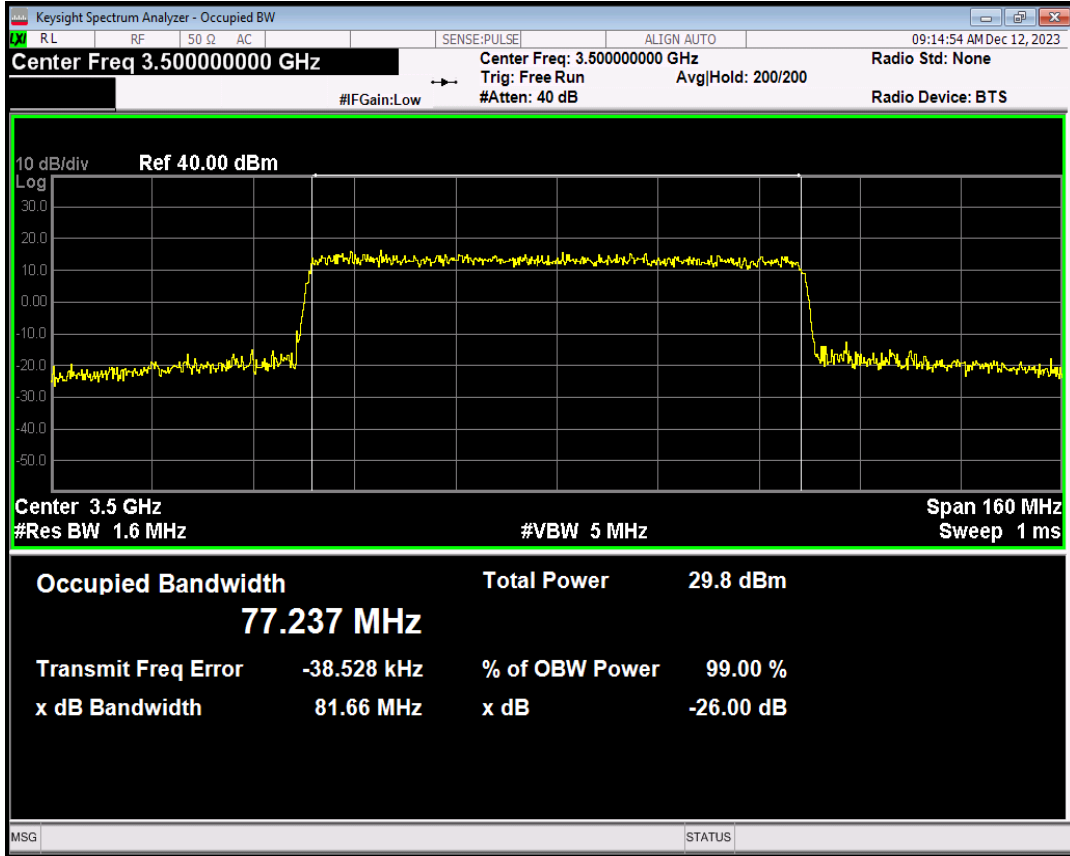 Keysight Spectrum Analyzer - Occupied BW
LXI RL RF 50 Ω AC SENSE:PULSE ALIGN AUTO 09:14:54 AM Dec 12, 2023
Center Freq 3.500000000 GHz Center Freq: 3.500000000 GHz Radio Std: None
Trig: Free Run Avg|Hold: 200/200
#IFGain:Low #Atten: 40 dB Radio Device: BTS
10 dB/div Ref 40.00 dBm
Log
30.0
20.0
10.0
0.00
-10.0
-20.0
-30.0
-40.0
-50.0
Center 3.5 GHz Span 160 MHz
#Res BW 1.6 MHz #VBW 5 MHz Sweep 1 ms
Occupied Bandwidth Total Power 29.8 dBm
77.237 MHz
Transmit Freq Error -38.528 kHz % of OBW Power 99.00 %
x dB Bandwidth 81.66 MHz x dB -26.00 dB
MSG STATUS